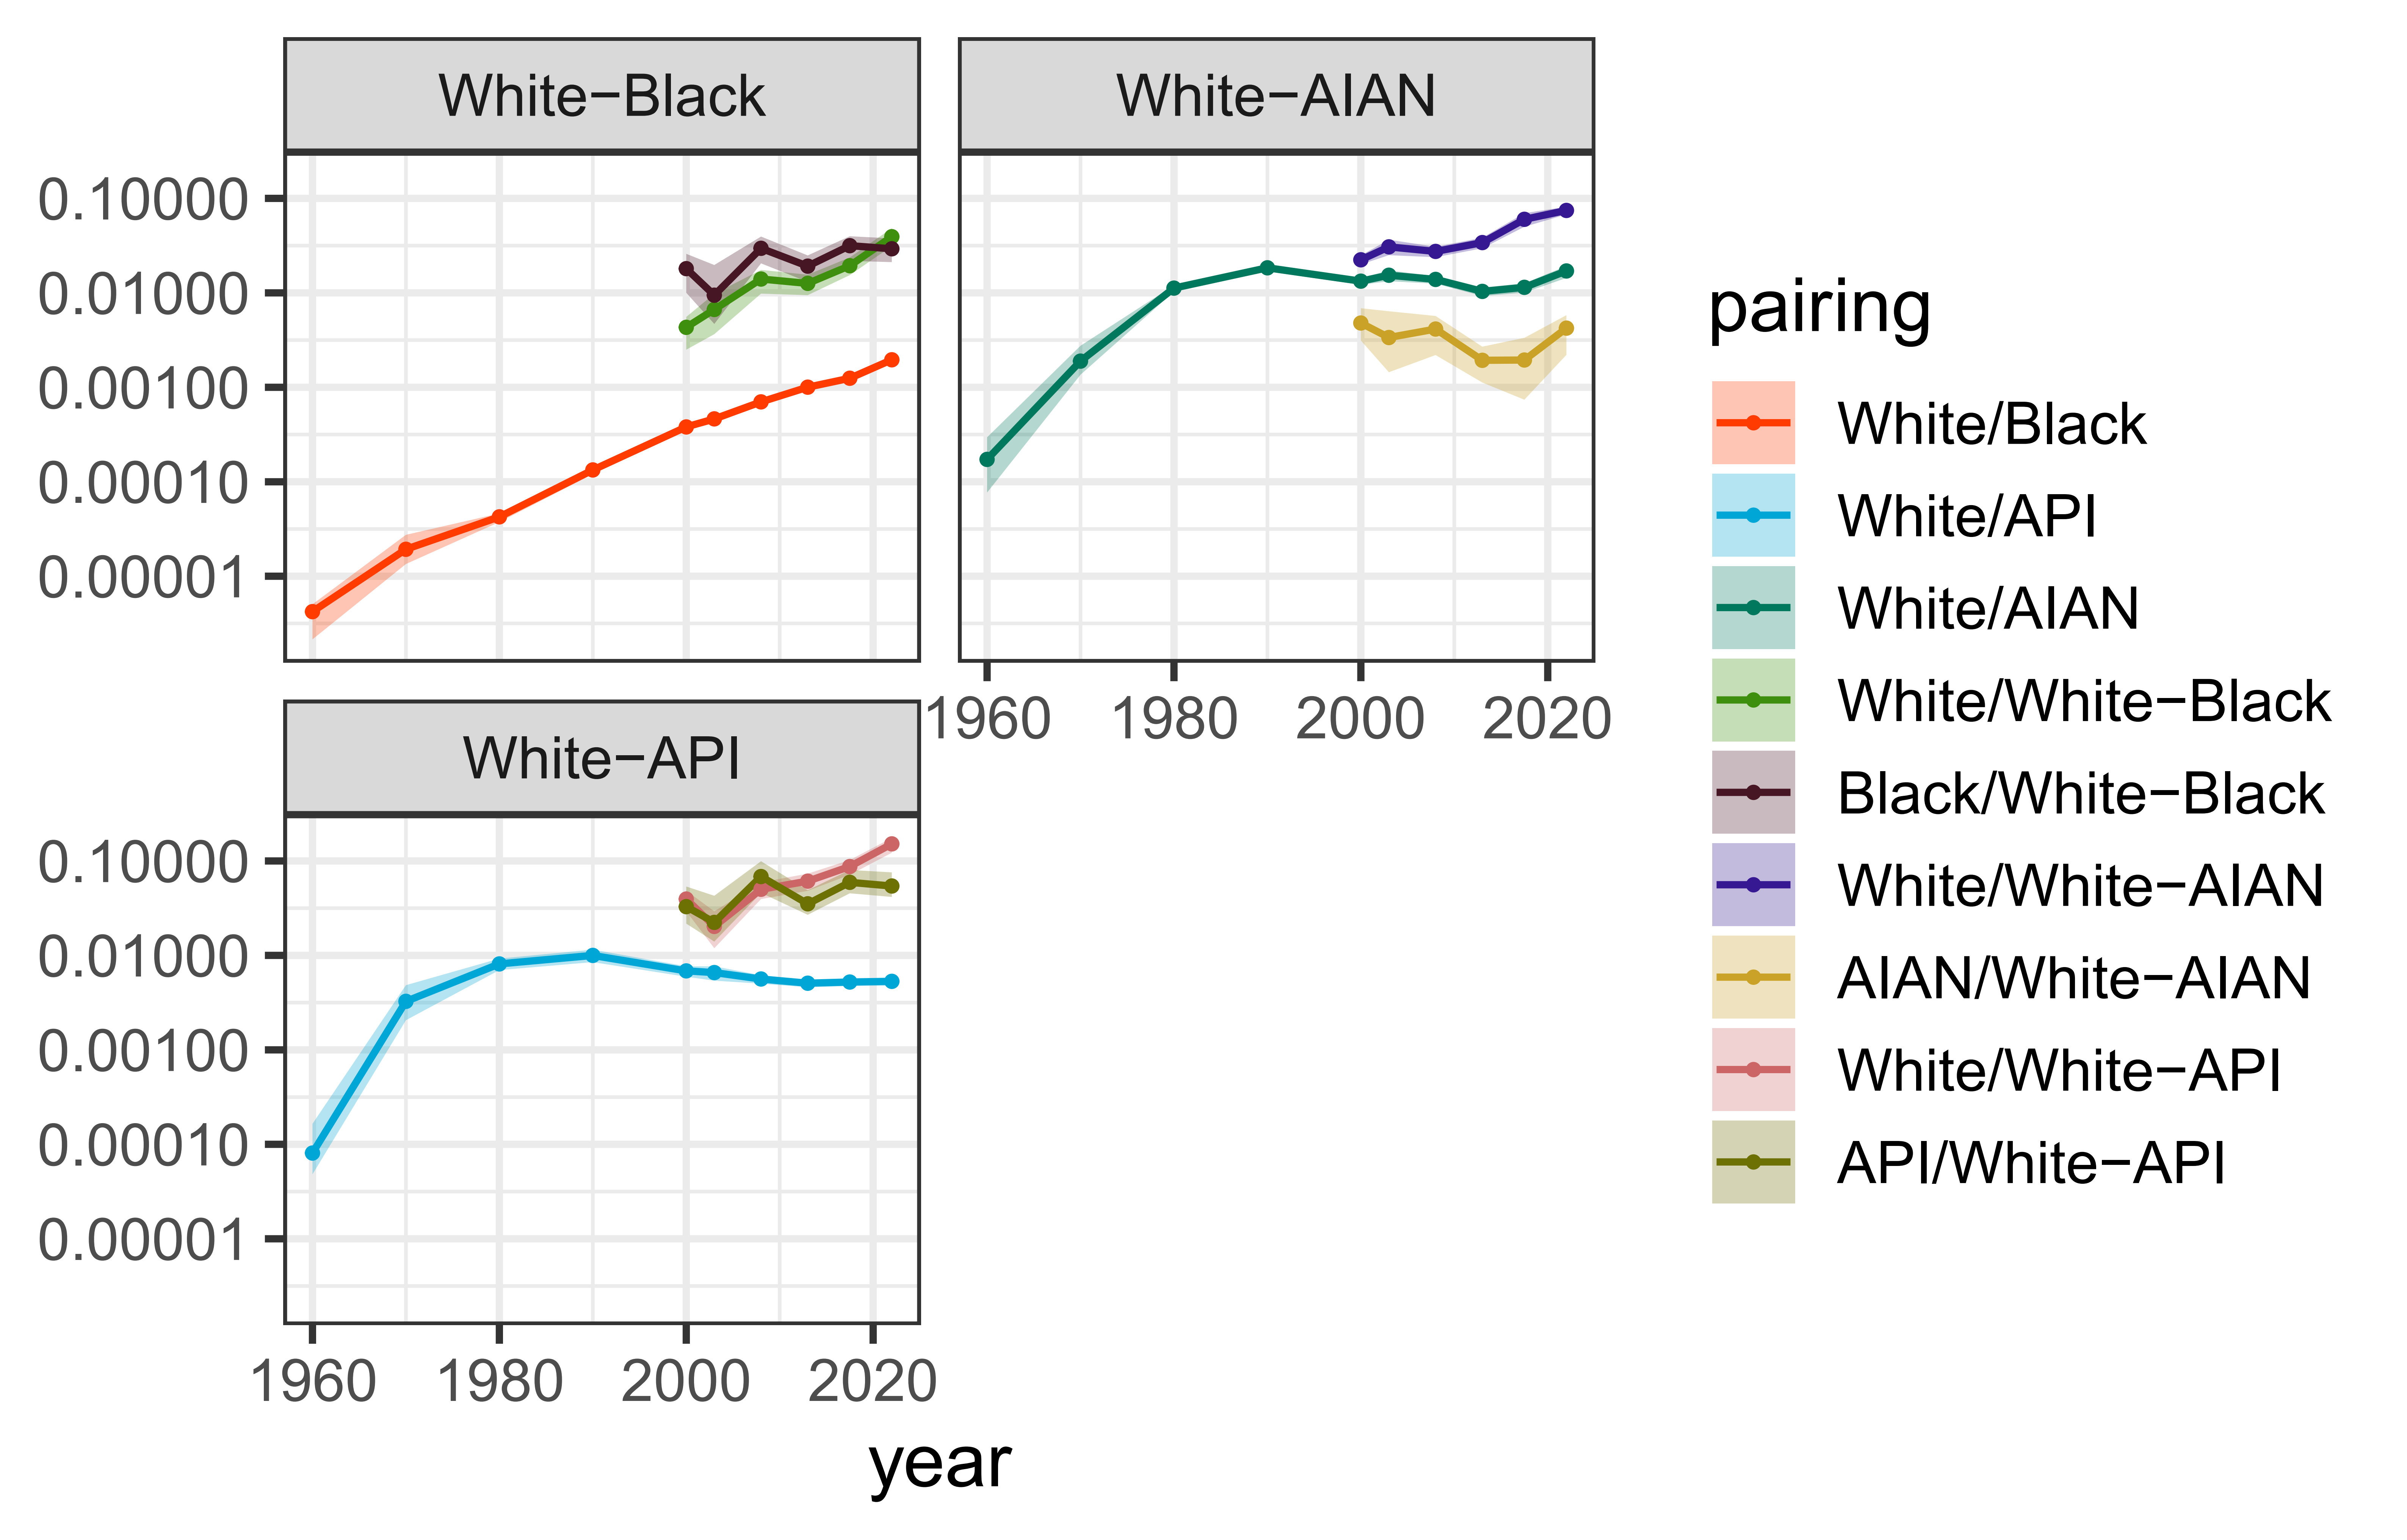 White−Black
White−AIAN
0.10000
0.01000
0.00100
0.00010
0.00001
1960 1980 2000 2020
White−API
0.10000
0.01000
0.00100
0.00010
0.00001
1960 1980 2000 2020
year
pairing
White/Black
White/API
White/AIAN
White/White−Black
Black/White−Black
White/White−AIAN
AIAN/White−AIAN
White/White−API
API/White−API